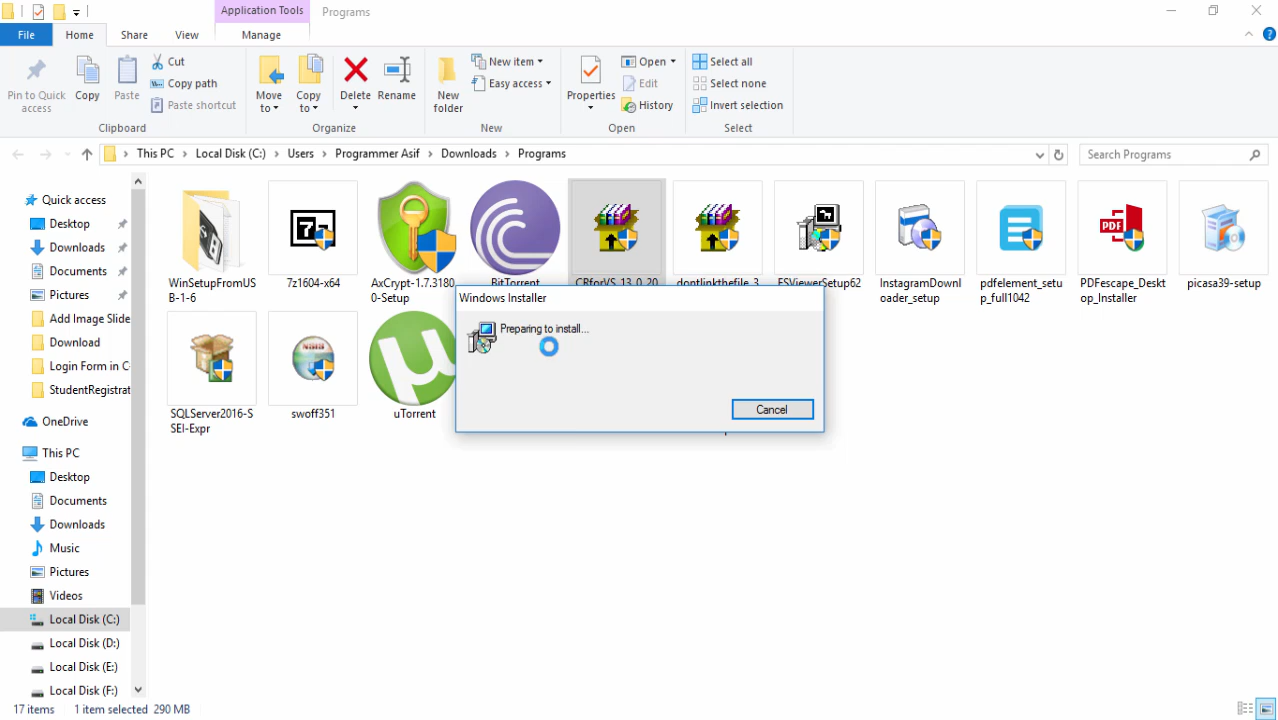 Application Tools
Programs
File
Home
Share
View
Manage
Pin to Quick
access
Copy
Paste
Cut
Copy path
Paste shortcut
Clipboard
Move
to
Copy
to
Delete
Rename
Organize
New
folder
New item
Easy access
New
Properties
Open
Edit
History
Open
Select all
Select none
Invert selection
Select
This PC
Local Disk (C:)
Users
Programmer Asif
Downloads
Programs
Search Programs
Quick access
Desktop
Downloads
Documents
Pictures
Add Image Slide
Download
Login Form in C
StudentRegistrat
OneDrive
This PC
Desktop
Documents
Downloads
Music
Pictures
Videos
Local Disk (C:)
Local Disk (D:)
Local Disk (E:)
Local Disk (F:)
WinSetupFromUS
B-1-6
7z1604-x64
AxCrypt-1.7.3180
0-Setup
BitTorrent
CRforVS_13_0_20
dontlinkthefile_3
FSViewerSetup62
InstagramDownl
oader_setup
pdfelement_setu
p_full1042
PDFescape_Deskt
op_Installer
picasa39-setup
SQLServer2016-S
SEI-Expr
swoff351
uTorrent
Windows Installer
Preparing to install...
Cancel
17 items
1 item selected 290 MB